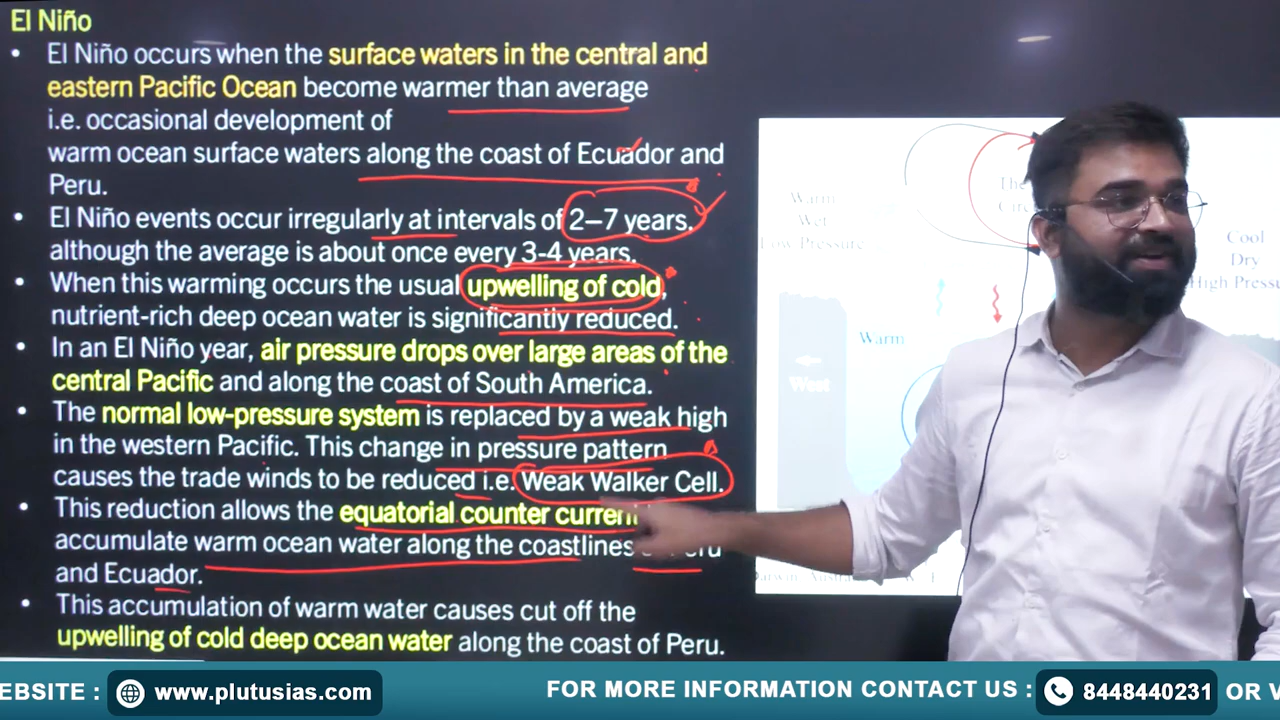 El Niño
• El Niño occurs when the surface waters in the central and
eastern Pacific Ocean become warmer than average
i.e. occasional development of
warm ocean surface waters along the coast of Ecuador and
Peru.
• El Niño events occur irregularly at intervals of 2–7 years.
although the average is about once every 3-4 years.
• When this warming occurs the usual upwelling of cold,
nutrient-rich deep ocean water is significantly reduced.
• In an El Niño year, air pressure drops over large areas of the
central Pacific and along the coast of South America.
• The normal low-pressure system is replaced by a weak high
in the western Pacific. This change in pressure pattern
causes the trade winds to be reduced i.e. Weak Walker Cell.
• This reduction allows the equatorial counter
accumulate warm ocean water along the coastlines
and Ecuador.
• This accumulation of warm water causes cut off the
upwelling of cold deep ocean water along the coast of Peru.
Warm
Wet
Low Pressure
The
Cool
Dry
High
Warm
West
EBSITE : www.plutusias.com FOR MORE INFORMATION CONTACT US : 8448440231 OR V